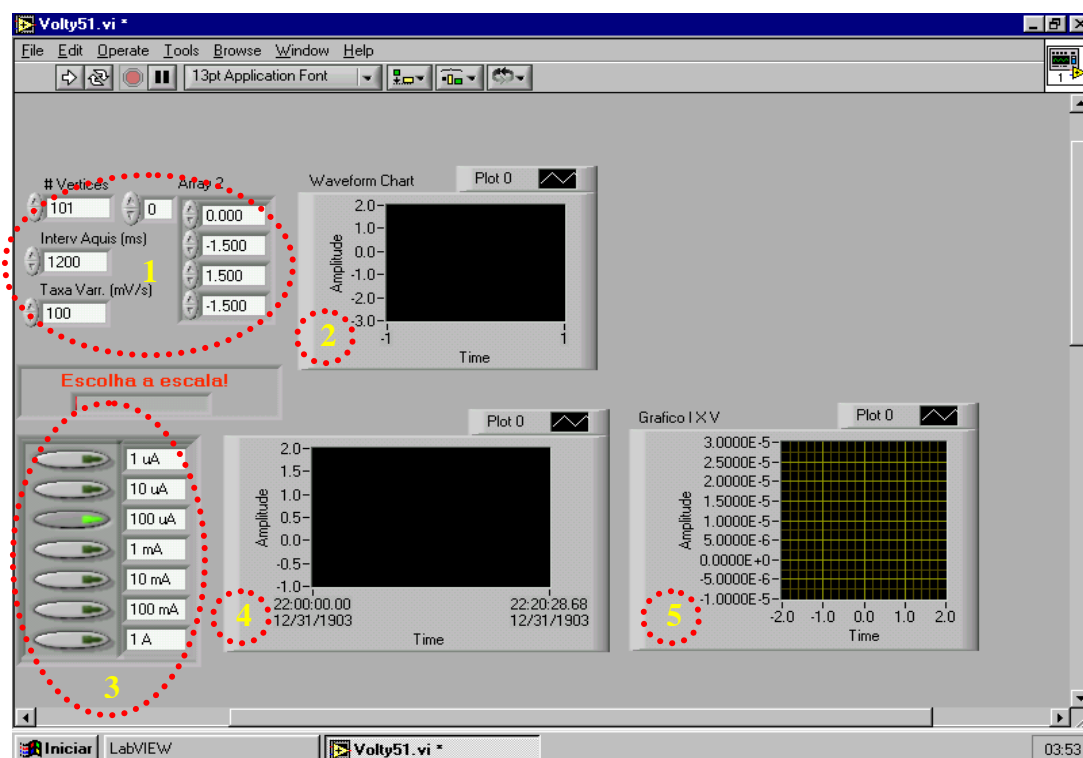 Volty51.vi *
File Edit Operate Tools Browse Window Help
13pt Application Font
1
# Vertices
Array 2
101
0
0.000
-1.500
1.500
-1.500
Interv Aquis (ms)
1200
Taxa Varr. (mV/s)
100
1
Waveform Chart
Plot 0
2.0
1.0
0.0
-1.0
-2.0
-3.0
Amplitude
-1
1
Time
2
Escolha a escala!
1 uA
10 uA
100 uA
1 mA
10 mA
100 mA
1 A
3
Plot 0
2.0
1.5
1.0
0.5
0.0
-0.5
-1.0
Amplitude
22:00:00.00
12/31/1903
22:20:28.68
12/31/1903
Time
4
Grafico I X V
Plot 0
3.0000E-5
2.5000E-5
2.0000E-5
1.5000E-5
1.0000E-5
5.0000E-6
0.0000E+0
-5.0000E-6
-1.0000E-5
Amplitude
-2.0 -1.0 0.0 1.0 2.0
Time
5
Iniciar
LabVIEW
Volty51.vi *
03:53